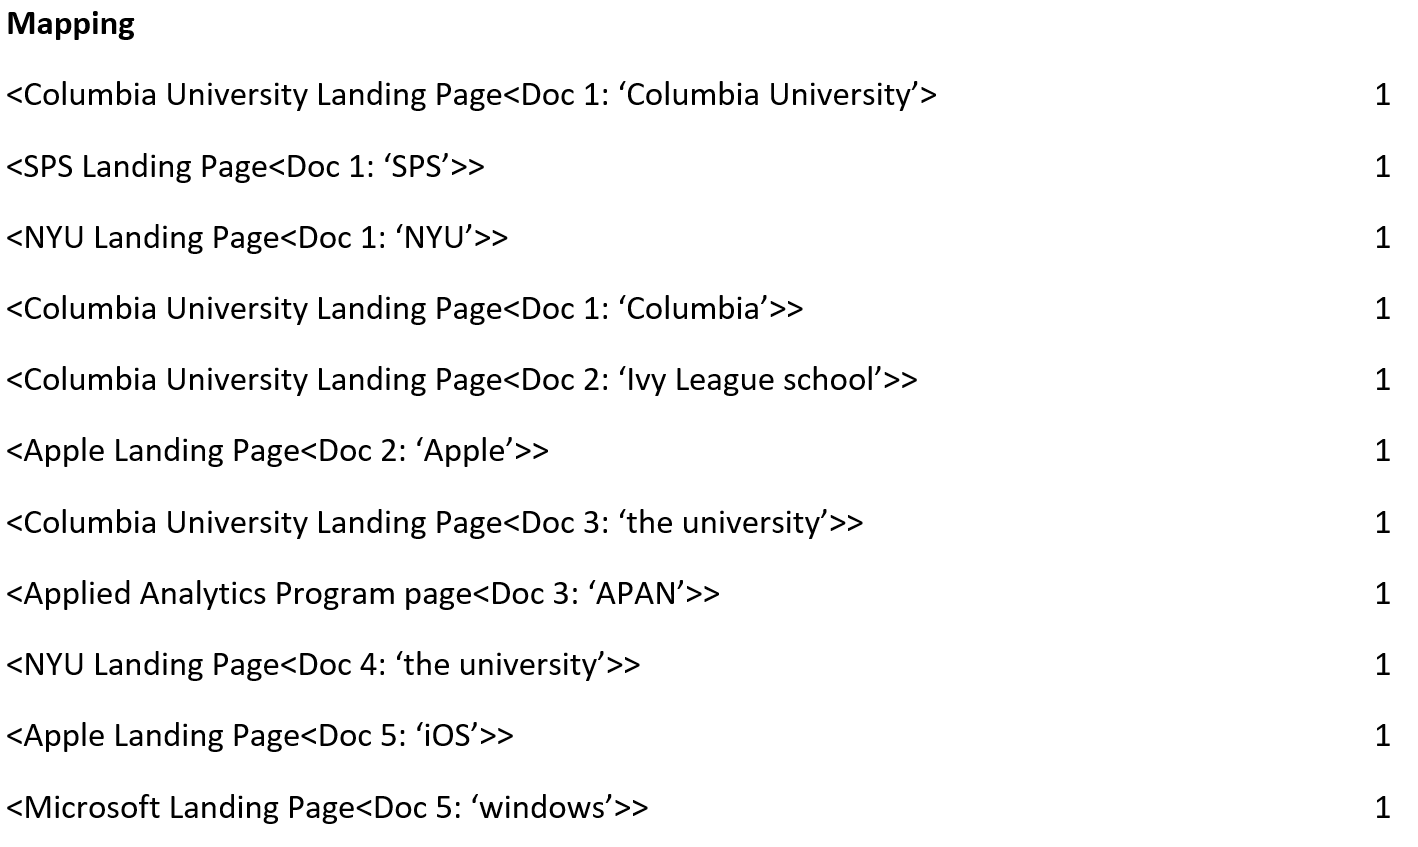 Mapping
<Columbia University Landing Page<Doc 1: ‘Columbia University’> 1
<SPS Landing Page<Doc 1: ‘SPS’>> 1
<NYU Landing Page<Doc 1: ‘NYU’>> 1
<Columbia University Landing Page<Doc 1: ‘Columbia’>> 1
<Columbia University Landing Page<Doc 2: ‘Ivy League school’>> 1
<Apple Landing Page<Doc 2: ‘Apple’>> 1
<Columbia University Landing Page<Doc 3: ‘the university’>> 1
<Applied Analytics Program page<Doc 3: ‘APAN’>> 1
<NYU Landing Page<Doc 4: ‘the university’>> 1
<Apple Landing Page<Doc 5: ‘iOS’>> 1
<Microsoft Landing Page<Doc 5: ‘windows’>> 1